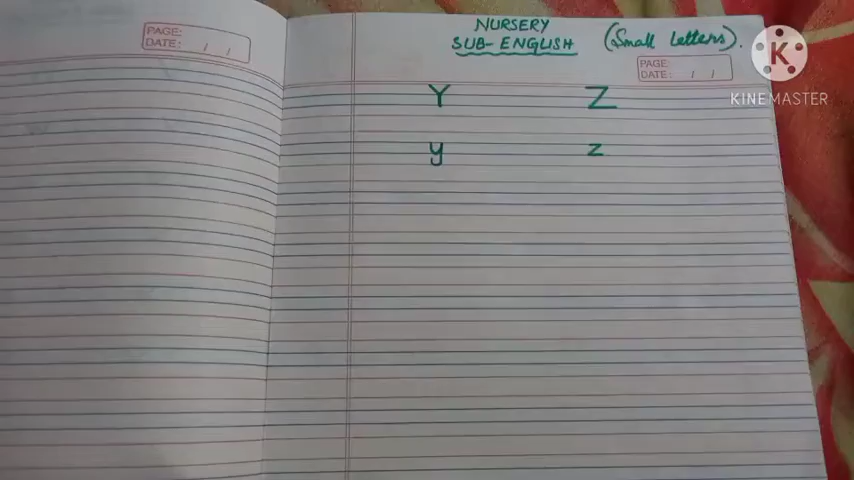 PAGE:
DATE: / /
NURSERY
SUB- ENGLISH (Small Letters).
PAGE:
DATE: / /
K
KINEMASTER
Y Z
y z